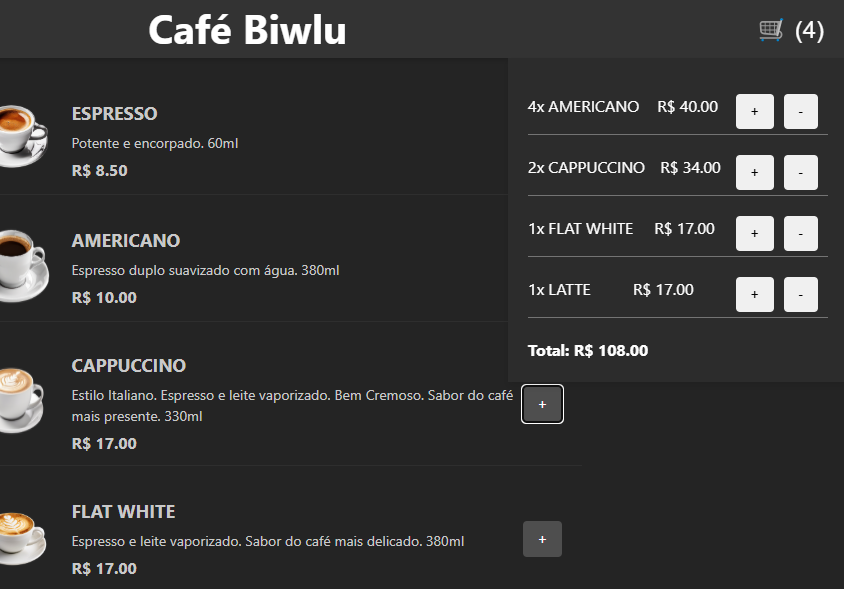 Café Biwlu
(4)
ESPRESSO
Potente e encorpado. 60ml
R$ 8.50
AMERICANO
Espresso duplo suavizado com água. 380ml
R$ 10.00
CAPPUCCINO
Estilo Italiano. Espresso e leite vaporizado. Bem Cremoso. Sabor do café
mais presente. 330ml
R$ 17.00
+
FLAT WHITE
Espresso e leite vaporizado. Sabor do café mais delicado. 380ml
R$ 17.00
+
4x AMERICANO R$ 40.00 + -
2x CAPPUCCINO R$ 34.00 + -
1x FLAT WHITE R$ 17.00 + -
1x LATTE R$ 17.00 + -
Total: R$ 108.00